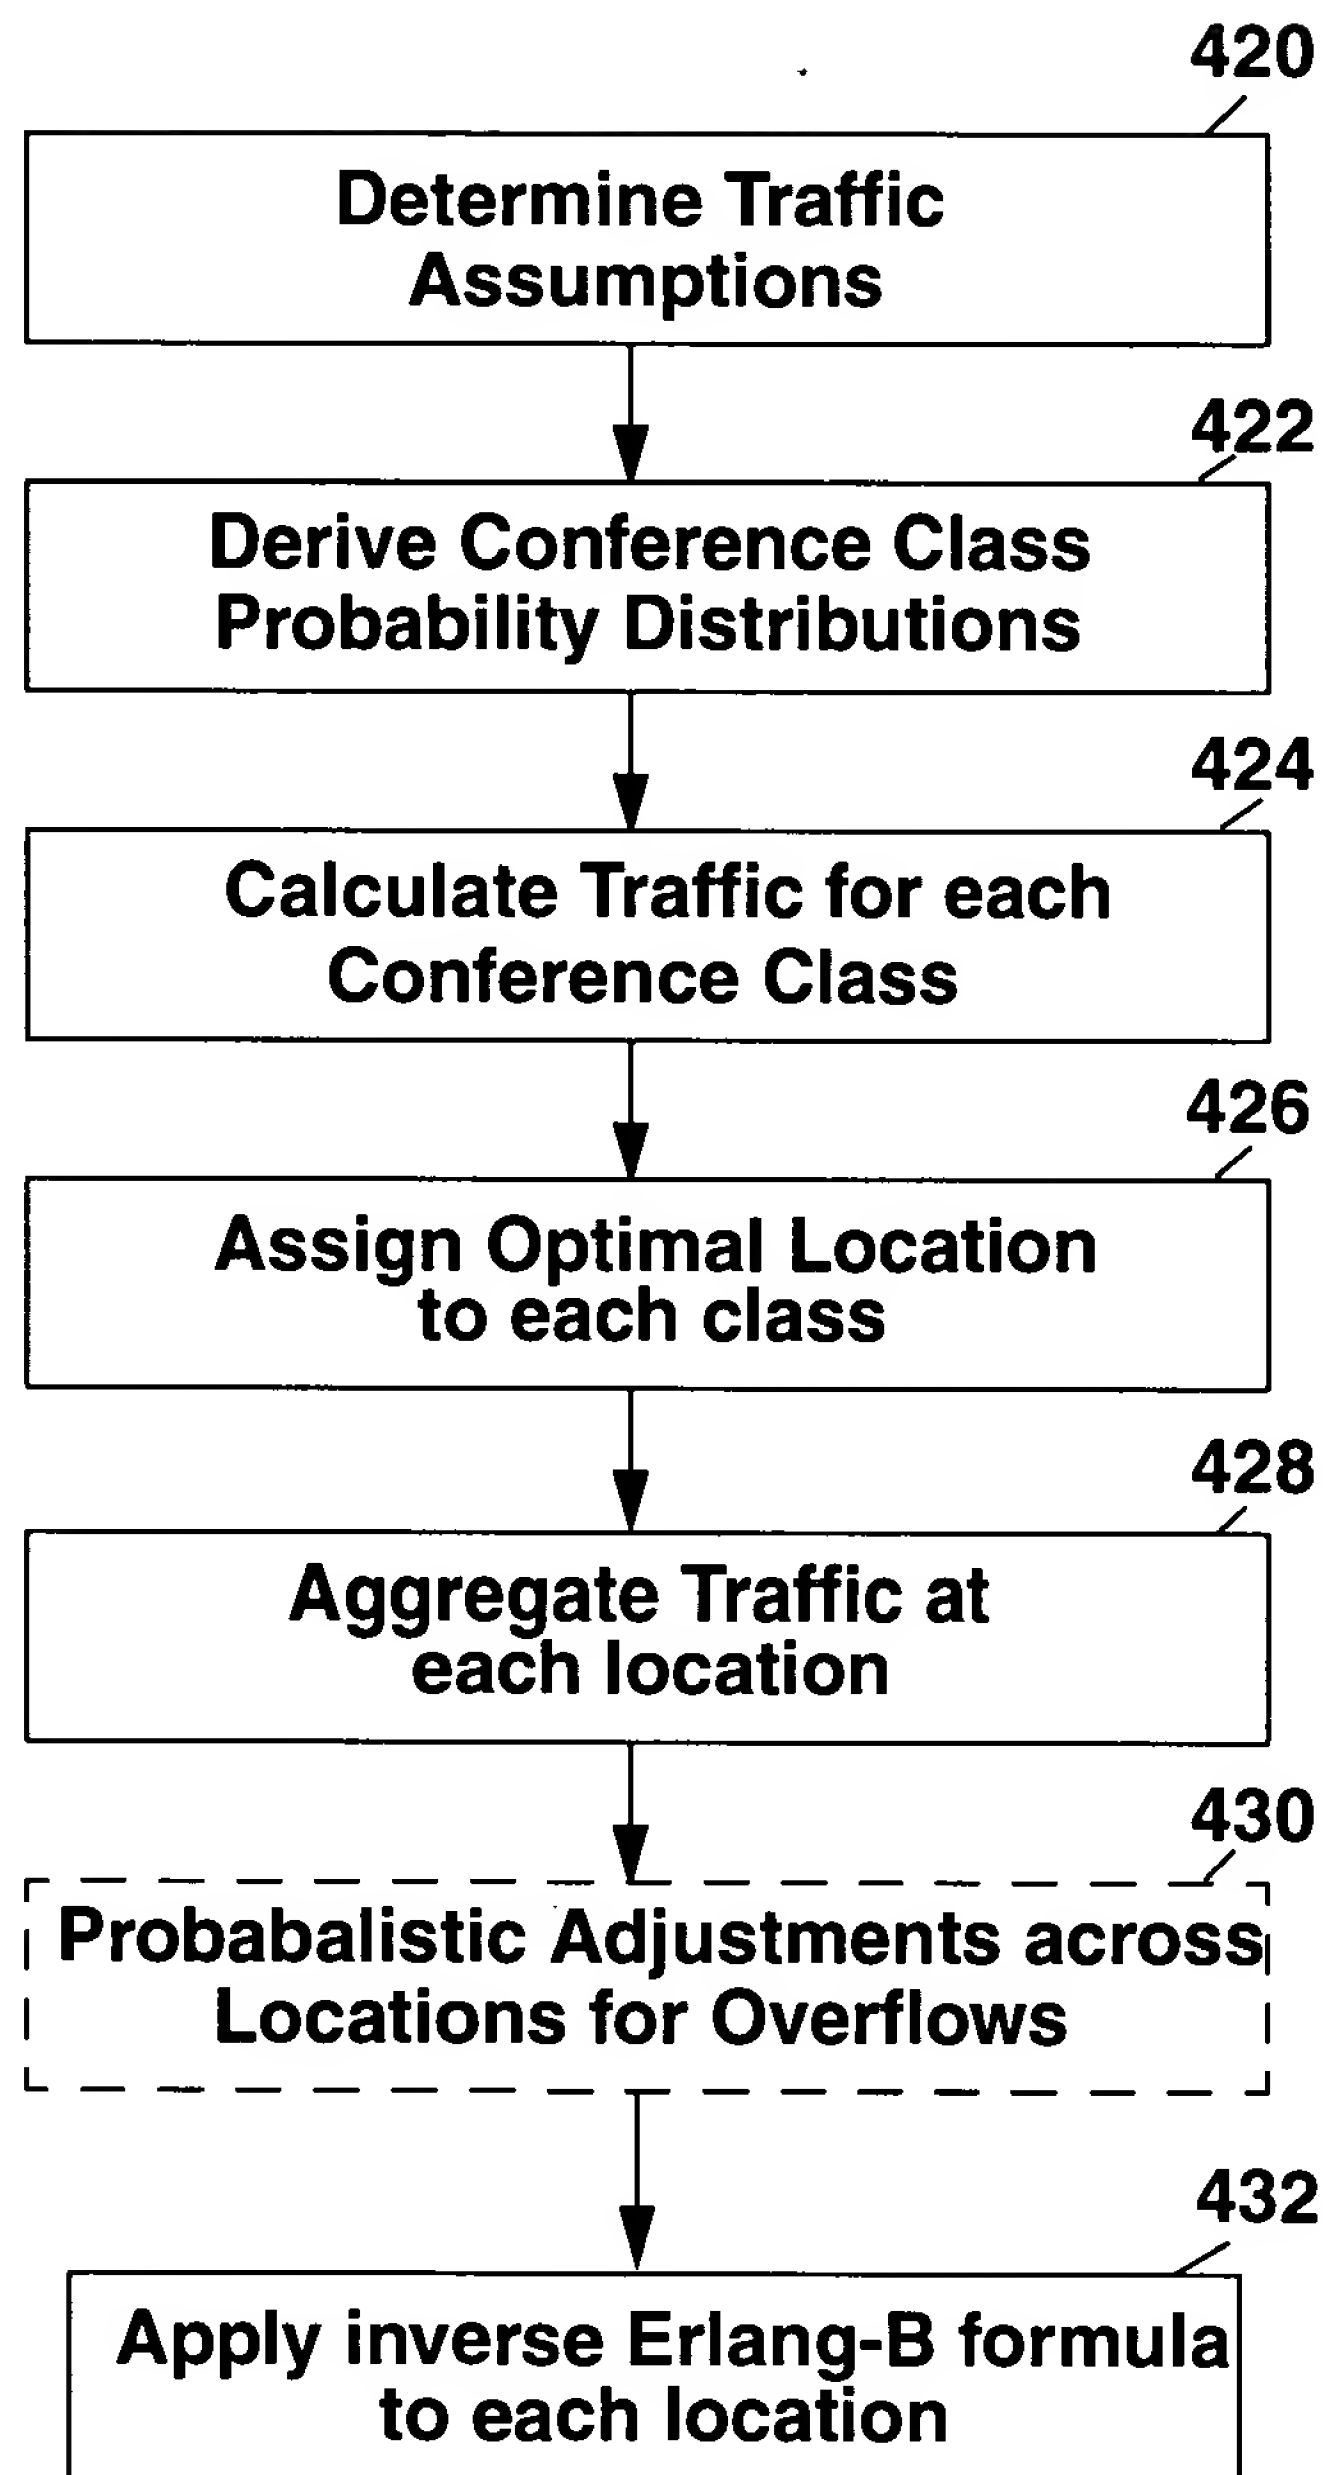 420
Determine Traffic
Assumptions
422
Derive Conference Class
Probability Distributions
424
Calculate Traffic for each
Conference Class
426
Assign Optimal Location
to each class
428
Aggregate Traffic at
each location
430
Probabalistic Adjustments across
Locations for Overflows
432
Apply inverse Erlang-B formula
to each location